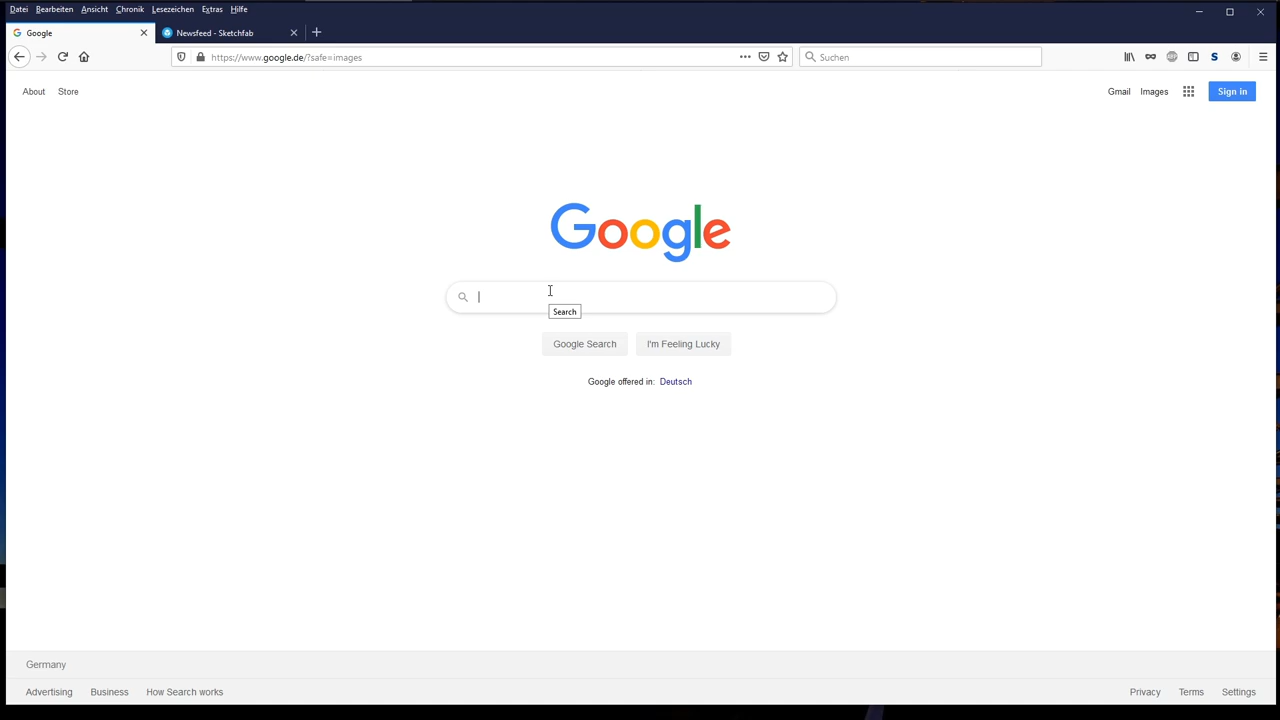 Datei Bearbeiten Ansicht Chronik Lesezeichen Extras Hilfe
Google Newsfeed - Sketchfab
https://www.google.de/?safe=images Suchen
About Store Gmail Images Sign in
Google
Search
Google Search I'm Feeling Lucky
Google offered in: Deutsch
Germany
Advertising Business How Search works Privacy Terms Settings